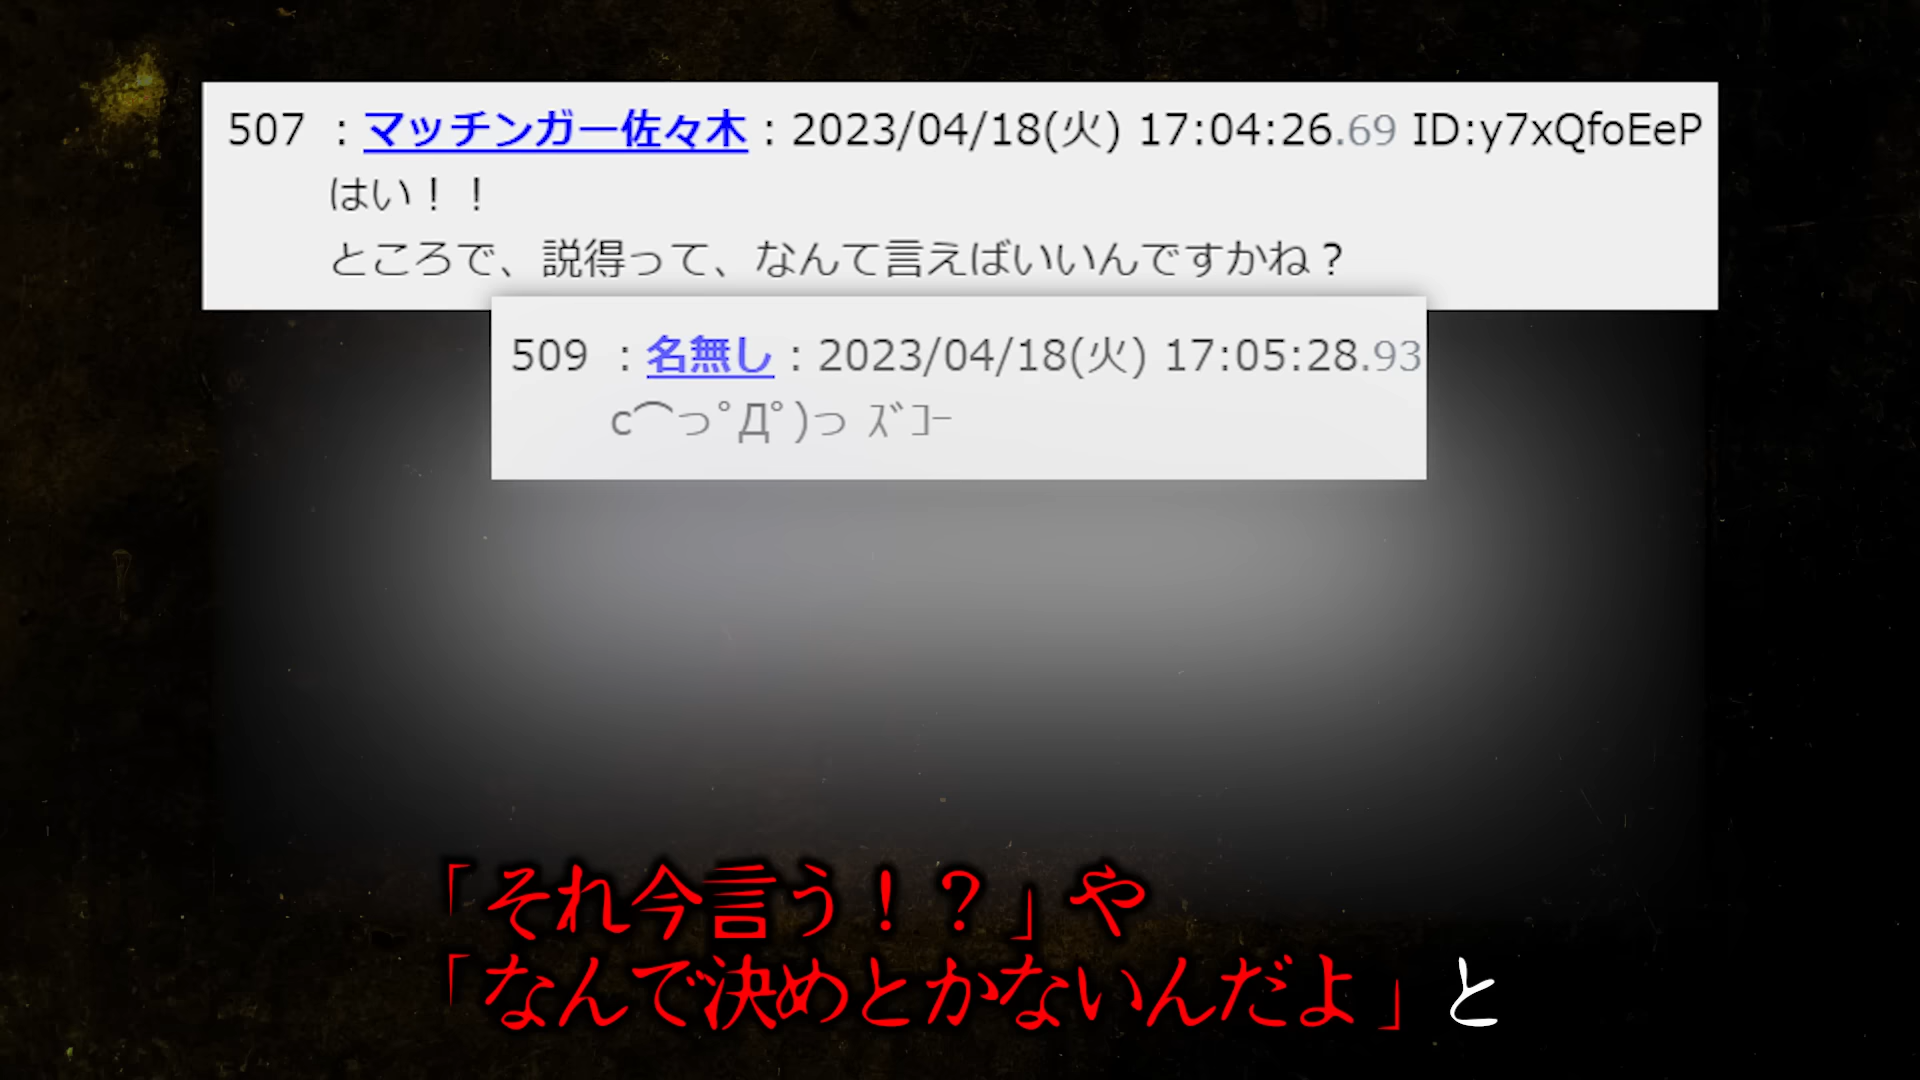 507 ：マッチンガー佐々木：2023/04/18(火) 17:04:26.69 ID:y7xQfoEeP
はい！！
ところで、説得って、なんて言えばいいんですかね？
509 ：名無し：2023/04/18(火) 17:05:28.93
c⌒っﾟДﾟ)っ ｽﾞｺｰ
「それ今言う！？」や
「なんで決めとかないんだよ」と